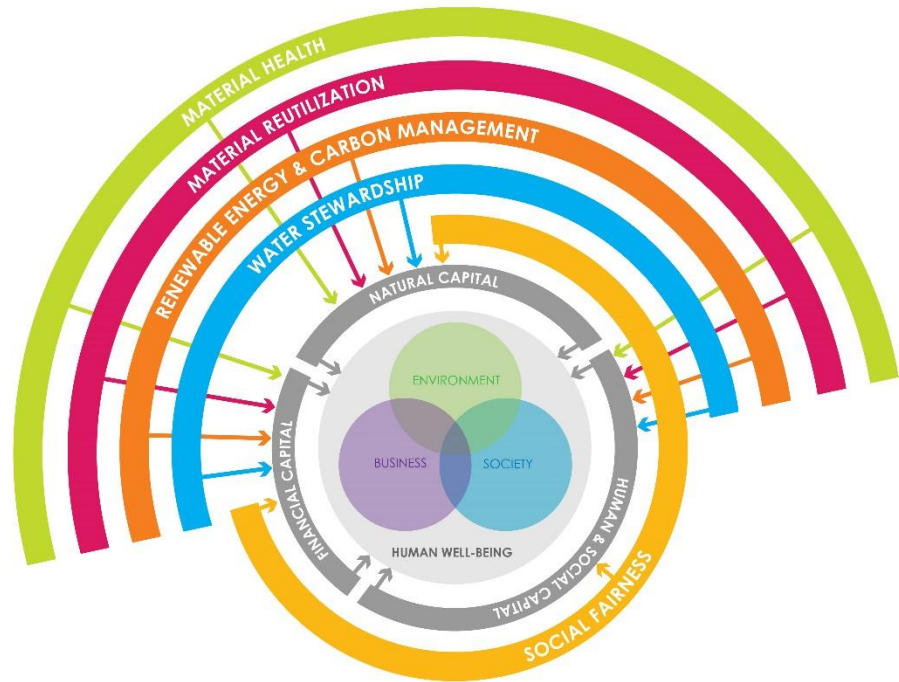 MATERIAL HEALTH
MATERIAL REUTILIZATION
RENEWABLE ENERGY & CARBON MANAGEMENT
WATER STEWARDSHIP
NATURAL CAPITAL
ENVIRONMENT
BUSINESS
SOCIETY
HUMAN WELL-BEING
FINANCIAL CAPITAL
HUMAN & SOCIAL CAPITAL
SOCIAL FAIRNESS